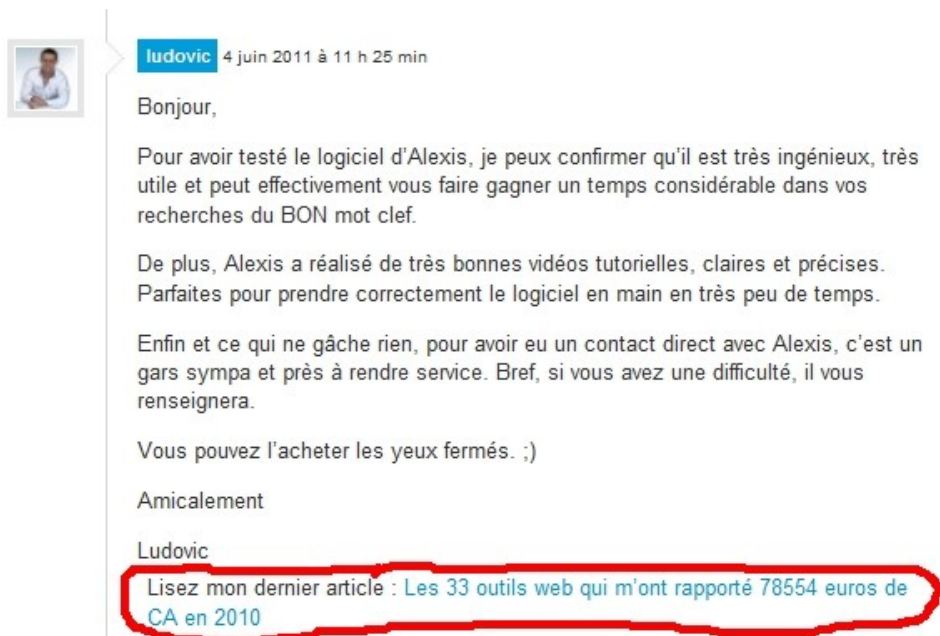 ludovic 4 juin 2011 à 11 h 25 min
Bonjour,
Pour avoir testé le logiciel d'Alexis, je peux confirmer qu'il est très ingénieux, très
utile et peut effectivement vous faire gagner un temps considérable dans vos
recherches du BON mot clef.
De plus, Alexis a réalisé de très bonnes vidéos tutorielles, claires et précises.
Parfaites pour prendre correctement le logiciel en main en très peu de temps.
Enfin et ce qui ne gâche rien, pour avoir eu un contact direct avec Alexis, c'est un
gars sympa et près à rendre service. Bref, si vous avez une difficulté, il vous
renseignera.
Vous pouvez l'acheter les yeux fermés. ;)
Amicalement
Ludovic
Lisez mon dernier article : Les 33 outils web qui m'ont rapporté 78554 euros de
CA en 2010